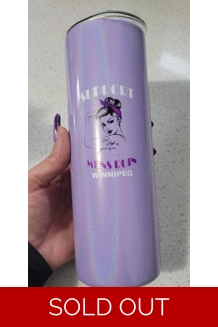 SUPPORT
MENS RUIN
WINNIPEG
SOLD OUT